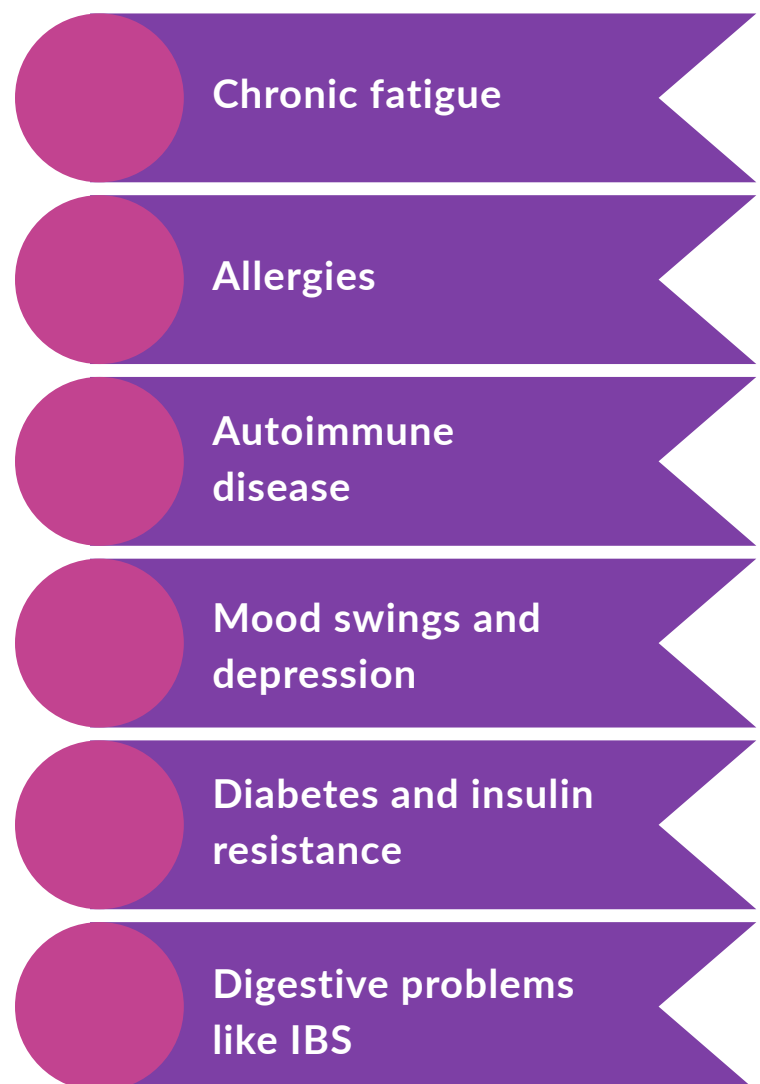 Chronic fatigue
Allergies
Autoimmune
disease
Mood swings and
depression
Diabetes and insulin
resistance
Digestive problems
like IBS